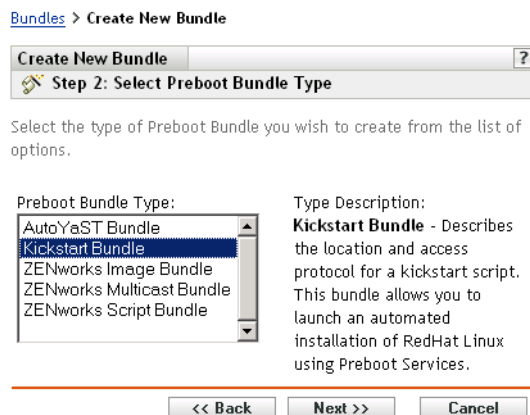 Bundles > Create New Bundle
Create New Bundle
?
Step 2: Select Preboot Bundle Type
Select the type of Preboot Bundle you wish to create from the list of
options.
Preboot Bundle Type:
AutoYaST Bundle
Kickstart Bundle
ZENworks Image Bundle
ZENworks Multicast Bundle
ZENworks Script Bundle
Type Description:
Kickstart Bundle - Describes
the location and access
protocol for a kickstart script.
This bundle allows you to
launch an automated
installation of RedHat Linux
using Preboot Services.
<< Back
Next >>
Cancel